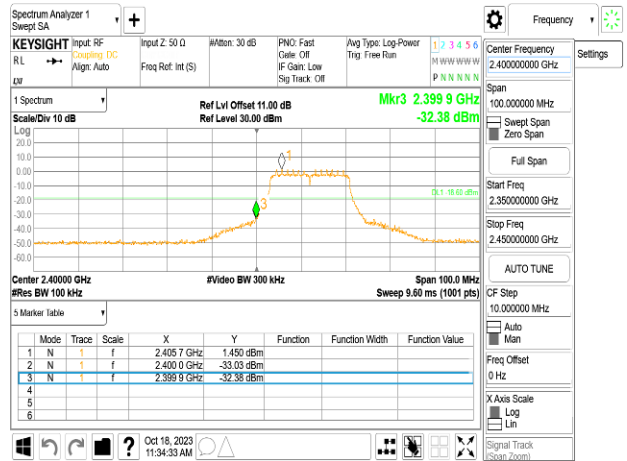 Spectrum Analyzer 1
Swept SA
Frequency
KEYSIGHT Input: RF
Coupling: DC
Align: Auto
RL
Input Z: 50 Ω
Freq Ref: Int (S)
#Atten: 30 dB
PNO: Fast
Gate: Off
IF Gain: Low
Sig Track: Off
Avg Type: Log-Power
Trig: Free Run
1 2 3 4 5 6
M W W W W W
P N N N N N
Center Frequency
2.400000000 GHz
Settings
Span
100.000000 MHz
Swept Span
Zero Span
Full Span
Start Freq
2.350000000 GHz
Stop Freq
2.450000000 GHz
AUTO TUNE
CF Step
10.000000 MHz
Auto
Man
Freq Offset
0 Hz
X Axis Scale
Log
Lin
Signal Track
(Span Zoom)
1 Spectrum
Scale/Div 10 dB
Ref Lvl Offset 11.00 dB
Ref Level 30.00 dBm
Mkr3 2.399 9 GHz
-32.38 dBm
Log
20.0
10.0
0.00
-10.0
-20.0
-30.0
-40.0
-50.0
-60.0
1
3
Center 2.40000 GHz
#Res BW 100 kHz
#Video BW 300 kHz
Span 100.0 MHz
Sweep 9.60 ms (1001 pts)
5 Marker Table
Mode Trace Scale X Y Function Function Width Function Value
1 N 1 f 2.405 7 GHz 1.450 dBm
2 N 1 f 2.400 0 GHz -33.03 dBm
3 N 1 f 2.399 9 GHz -32.38 dBm
4
5
6
?
Oct 18, 2023
11:34:33 AM